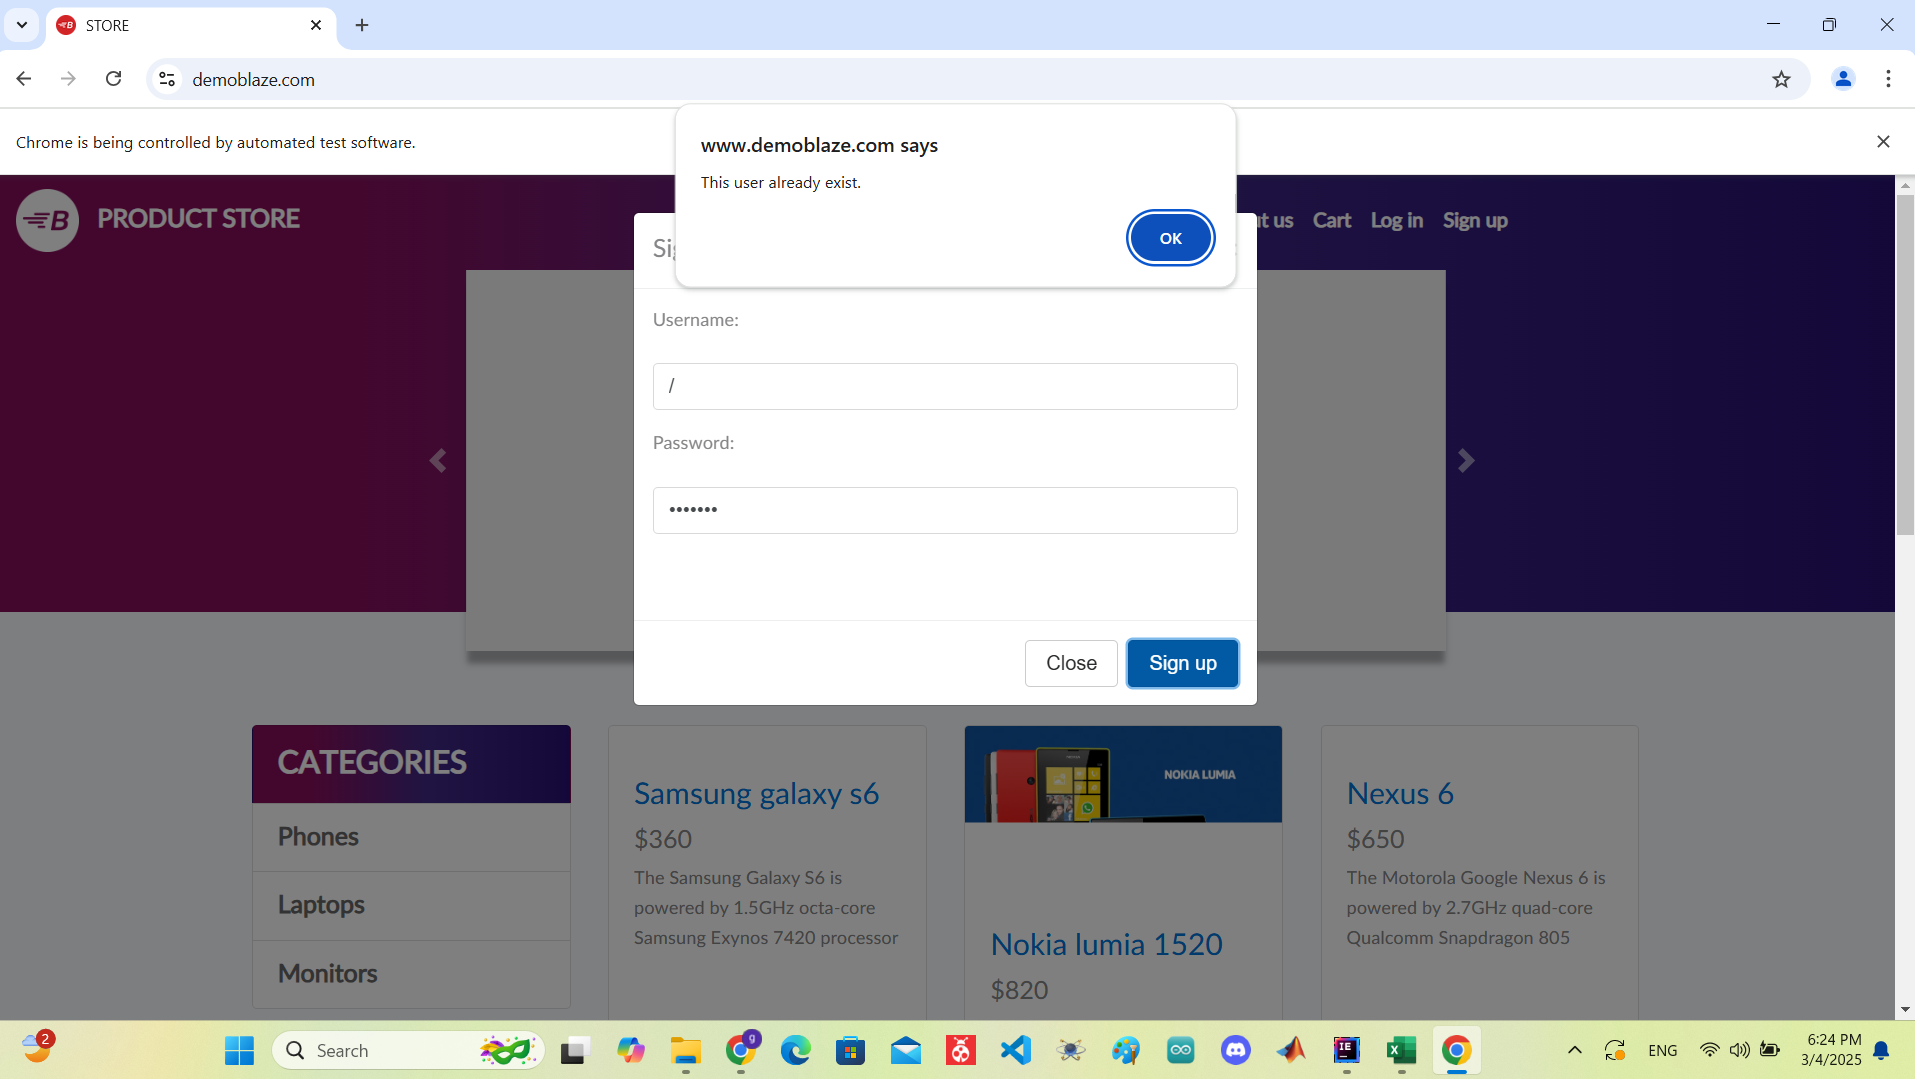 STORE
demoblaze.com
Chrome is being controlled by automated test software.
www.demoblaze.com says
This user already exist.
OK
B PRODUCT STORE
ut us Cart Log in Sign up
Sig
Username:
/
Password:
•••••••
Close Sign up
CATEGORIES
Phones
Laptops
Monitors
Samsung galaxy s6
$360
The Samsung Galaxy S6 is
powered by 1.5GHz octa-core
Samsung Exynos 7420 processor
NOKIA LUMIA
Nokia lumia 1520
$820
Nexus 6
$650
The Motorola Google Nexus 6 is
powered by 2.7GHz quad-core
Qualcomm Snapdragon 805
2
Search
g
IE
ENG
6:24 PM
3/4/2025